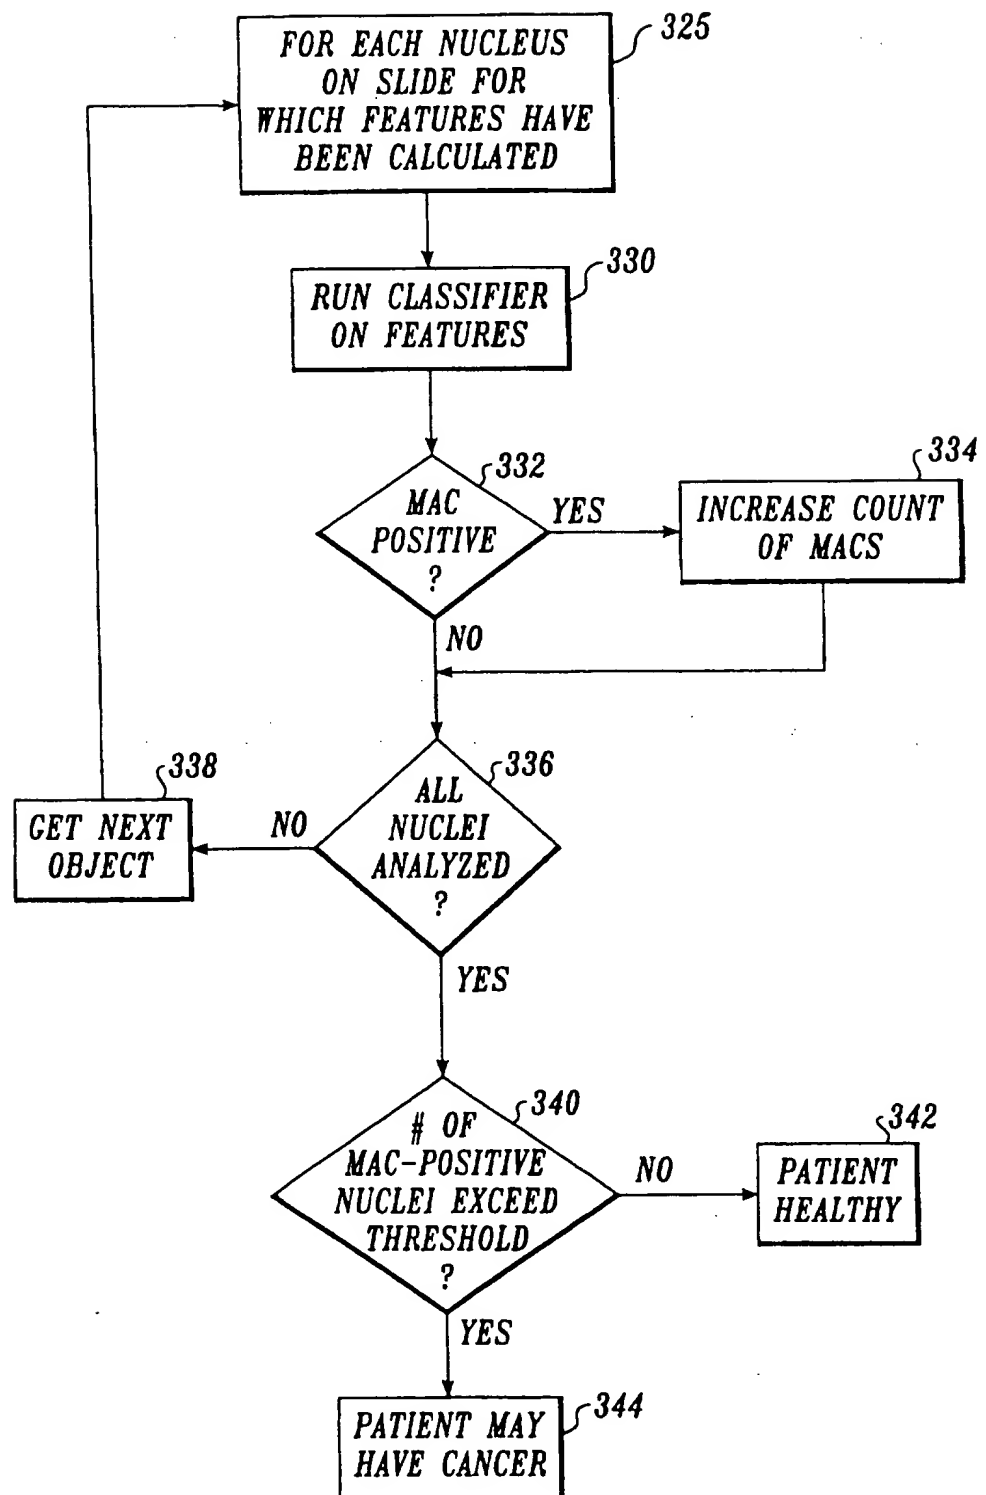 325
FOR EACH NUCLEUS
ON SLIDE FOR
WHICH FEATURES HAVE
BEEN CALCULATED
330
RUN CLASSIFIER
ON FEATURES
332
MAC
POSITIVE
?
YES
334
INCREASE COUNT
OF MACS
NO
336
ALL
NUCLEI
ANALYZED
?
NO
338
GET NEXT
OBJECT
YES
340
# OF
MAC-POSITIVE
NUCLEI EXCEED
THRESHOLD
?
NO
342
PATIENT
HEALTHY
YES
344
PATIENT MAY
HAVE CANCER